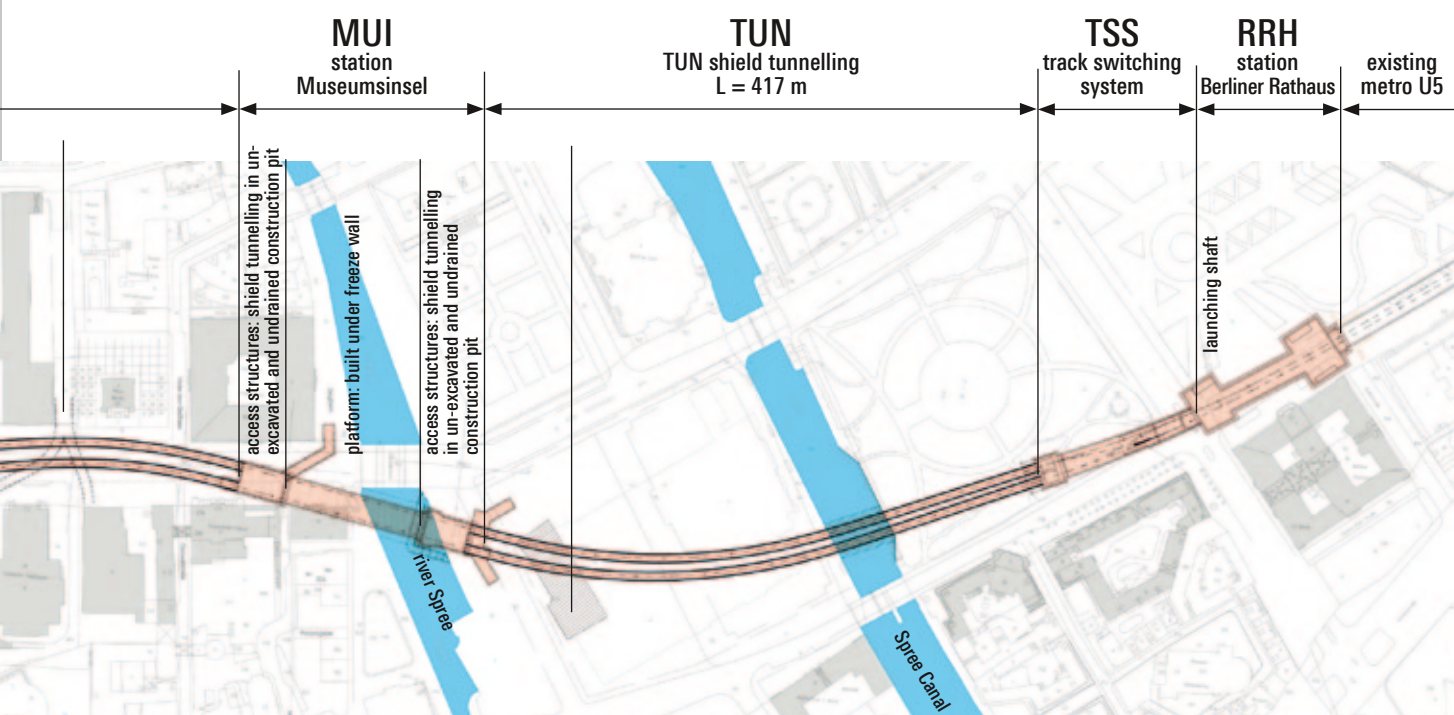 MUI
station
Museumsinsel
TUN
TUN shield tunnelling
L = 417 m
TSS
track switching
system
RRH
station
Berliner Rathaus
existing
metro U5
access structures: shield tunnelling in un-
excavated and undrained construction pit
platform: built under freeze wall
access structures: shield tunnelling
in un-excavated and undrained
construction pit
launching shaft
river Spree
Spree Canal